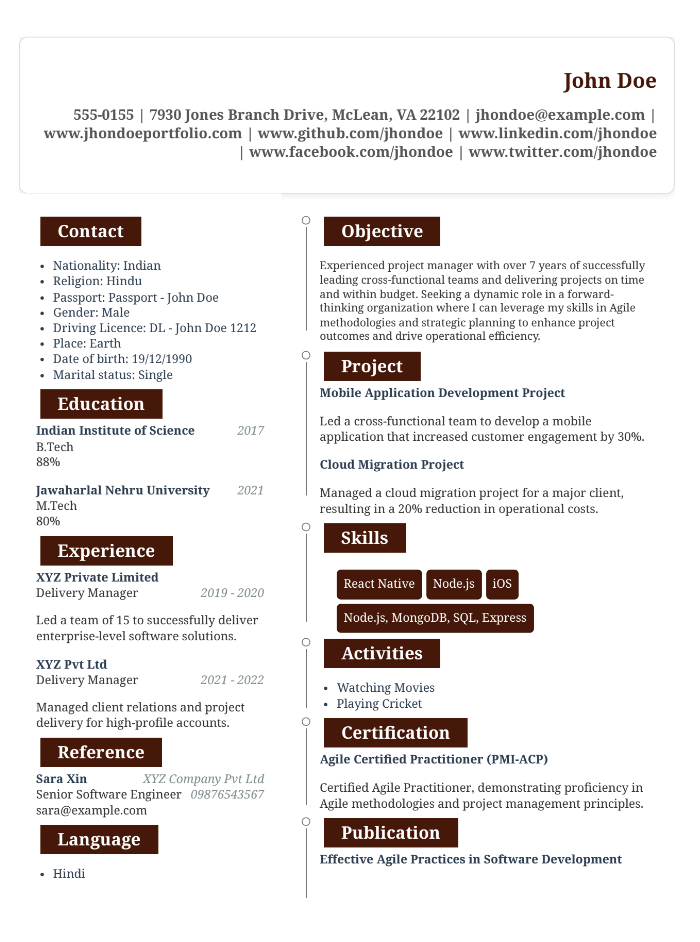 John Doe
555-0155 | 7930 Jones Branch Drive, McLean, VA 22102 | jhondoe@example.com |
www.jhondoeportfolio.com | www.github.com/jhondoe | www.linkedin.com/jhondoe
| www.facebook.com/jhondoe | www.twitter.com/jhondoe
Contact
• Nationality: Indian
• Religion: Hindu
• Passport: Passport - John Doe
• Gender: Male
• Driving Licence: DL - John Doe 1212
• Place: Earth
• Date of birth: 19/12/1990
• Marital status: Single
Education
Indian Institute of Science 2017
B.Tech
88%
Jawaharlal Nehru University 2021
M.Tech
80%
Experience
XYZ Private Limited
Delivery Manager 2019 - 2020
Led a team of 15 to successfully deliver
enterprise-level software solutions.
XYZ Pvt Ltd
Delivery Manager 2021 - 2022
Managed client relations and project
delivery for high-profile accounts.
Reference
Sara Xin XYZ Company Pvt Ltd
Senior Software Engineer 09876543567
sara@example.com
Language
• Hindi
Objective
Experienced project manager with over 7 years of successfully
leading cross-functional teams and delivering projects on time
and within budget. Seeking a dynamic role in a forward-
thinking organization where I can leverage my skills in Agile
methodologies and strategic planning to enhance project
outcomes and drive operational efficiency.
Project
Mobile Application Development Project
Led a cross-functional team to develop a mobile
application that increased customer engagement by 30%.
Cloud Migration Project
Managed a cloud migration project for a major client,
resulting in a 20% reduction in operational costs.
Skills
React Native Node.js iOS
Node.js, MongoDB, SQL, Express
Activities
• Watching Movies
• Playing Cricket
Certification
Agile Certified Practitioner (PMI-ACP)
Certified Agile Practitioner, demonstrating proficiency in
Agile methodologies and project management principles.
Publication
Effective Agile Practices in Software Development